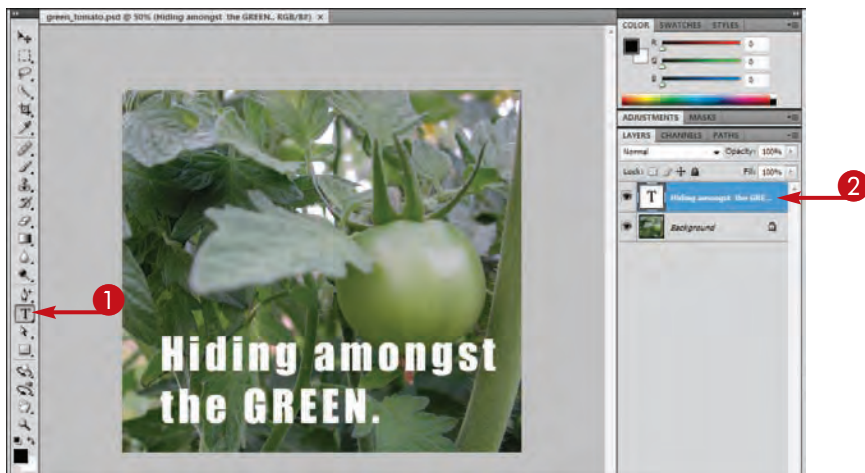 green_tomato.psd @ 50% (Hiding amongst  the GREEN., RGB/8#) ×
COLOR SWATCHES STYLES
R 0
G 0
B 0
ADJUSTMENTS MASKS
LAYERS CHANNELS PATHS
Normal Opacity: 100%
Lock: Fill: 100%
T Hiding amongst  the GRE...
Background
1
2
T
Hiding amongst
the GREEN.